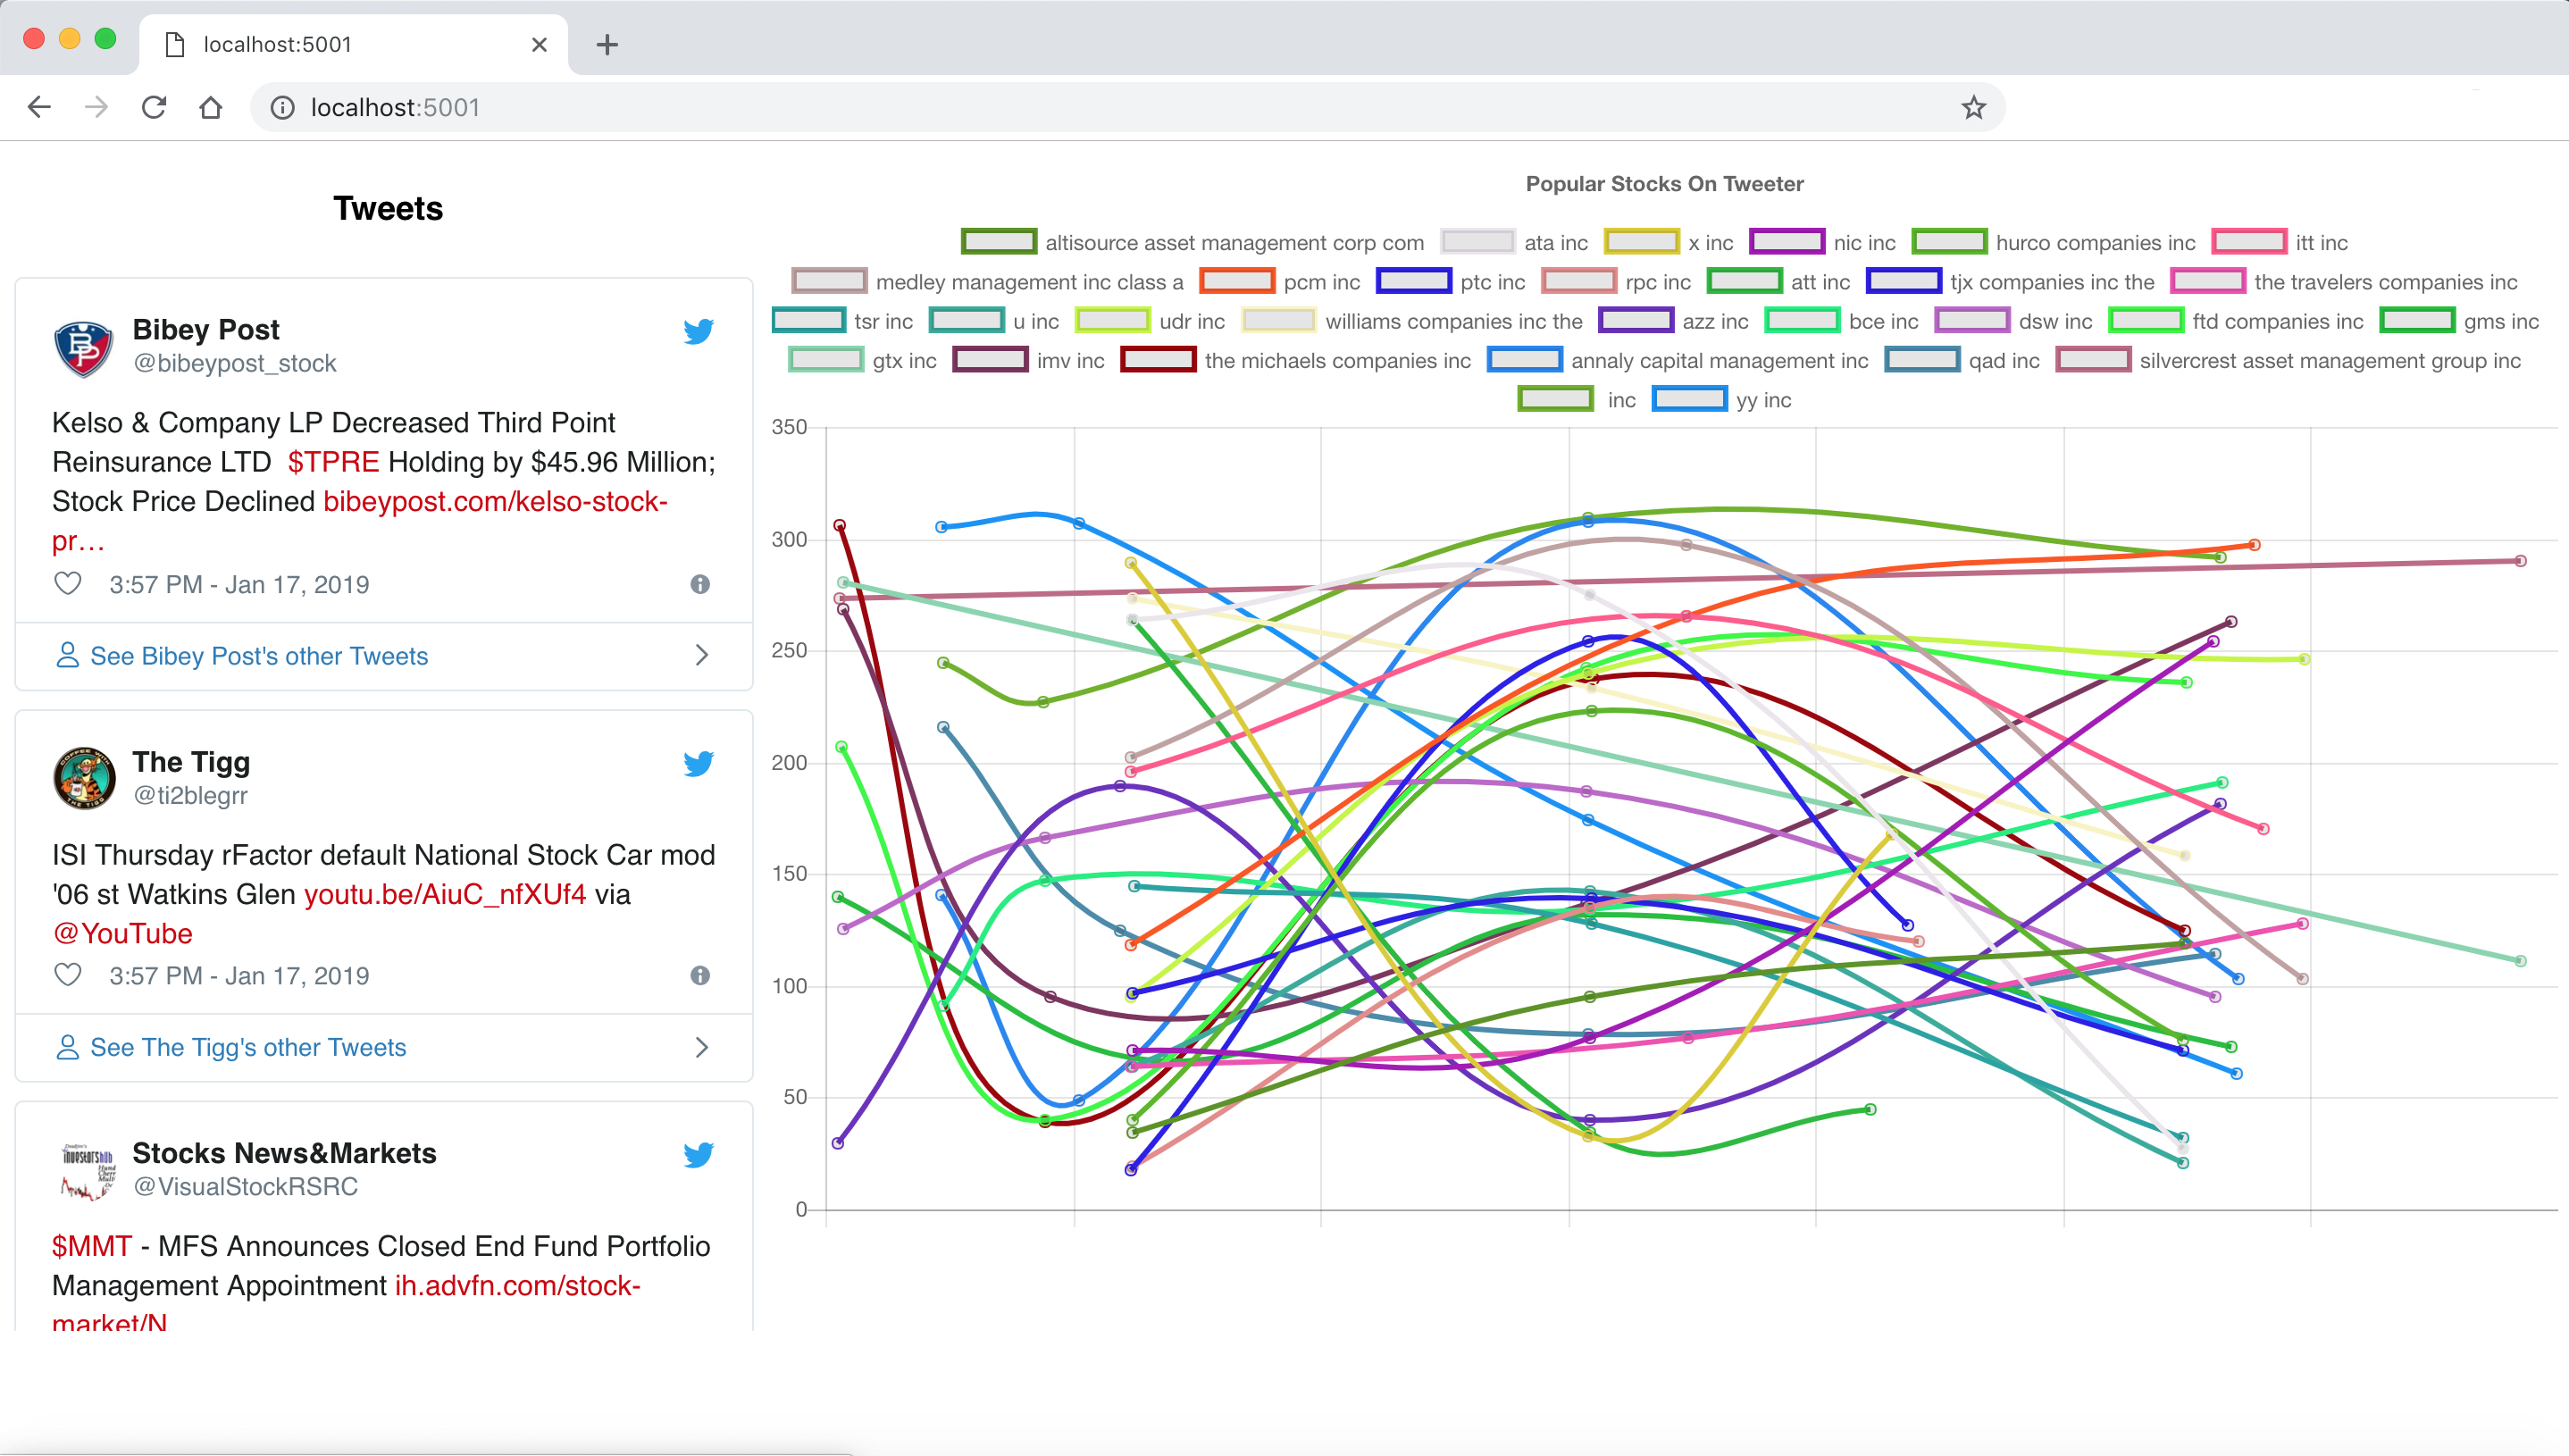 localhost:5001
localhost:5001
Tweets
Bibey Post
@bibeypost_stock
Kelso & Company LP Decreased Third Point
Reinsurance LTD $TPRE Holding by $45.96 Million;
Stock Price Declined bibeypost.com/kelso-stock-
pr…
3:57 PM - Jan 17, 2019
See Bibey Post's other Tweets
The Tigg
@ti2blegrr
ISI Thursday rFactor default National Stock Car mod
'06 st Watkins Glen youtu.be/AiuC_nfXUf4 via
@YouTube
3:57 PM - Jan 17, 2019
See The Tigg's other Tweets
Stocks News&Markets
@VisualStockRSRC
$MMT - MFS Announces Closed End Fund Portfolio
Management Appointment ih.advfn.com/stock-
market/N
Popular Stocks On Tweeter
altisource asset management corp com ata inc x inc nic inc hurco companies inc itt inc
medley management inc class a pcm inc ptc inc rpc inc att inc tjx companies inc the the travelers companies inc
tsr inc u inc udr inc williams companies inc the azz inc bce inc dsw inc ftd companies inc gms inc
gtx inc imv inc the michaels companies inc annaly capital management inc qad inc silvercrest asset management group inc
inc yy inc
350
300
250
200
150
100
50
0